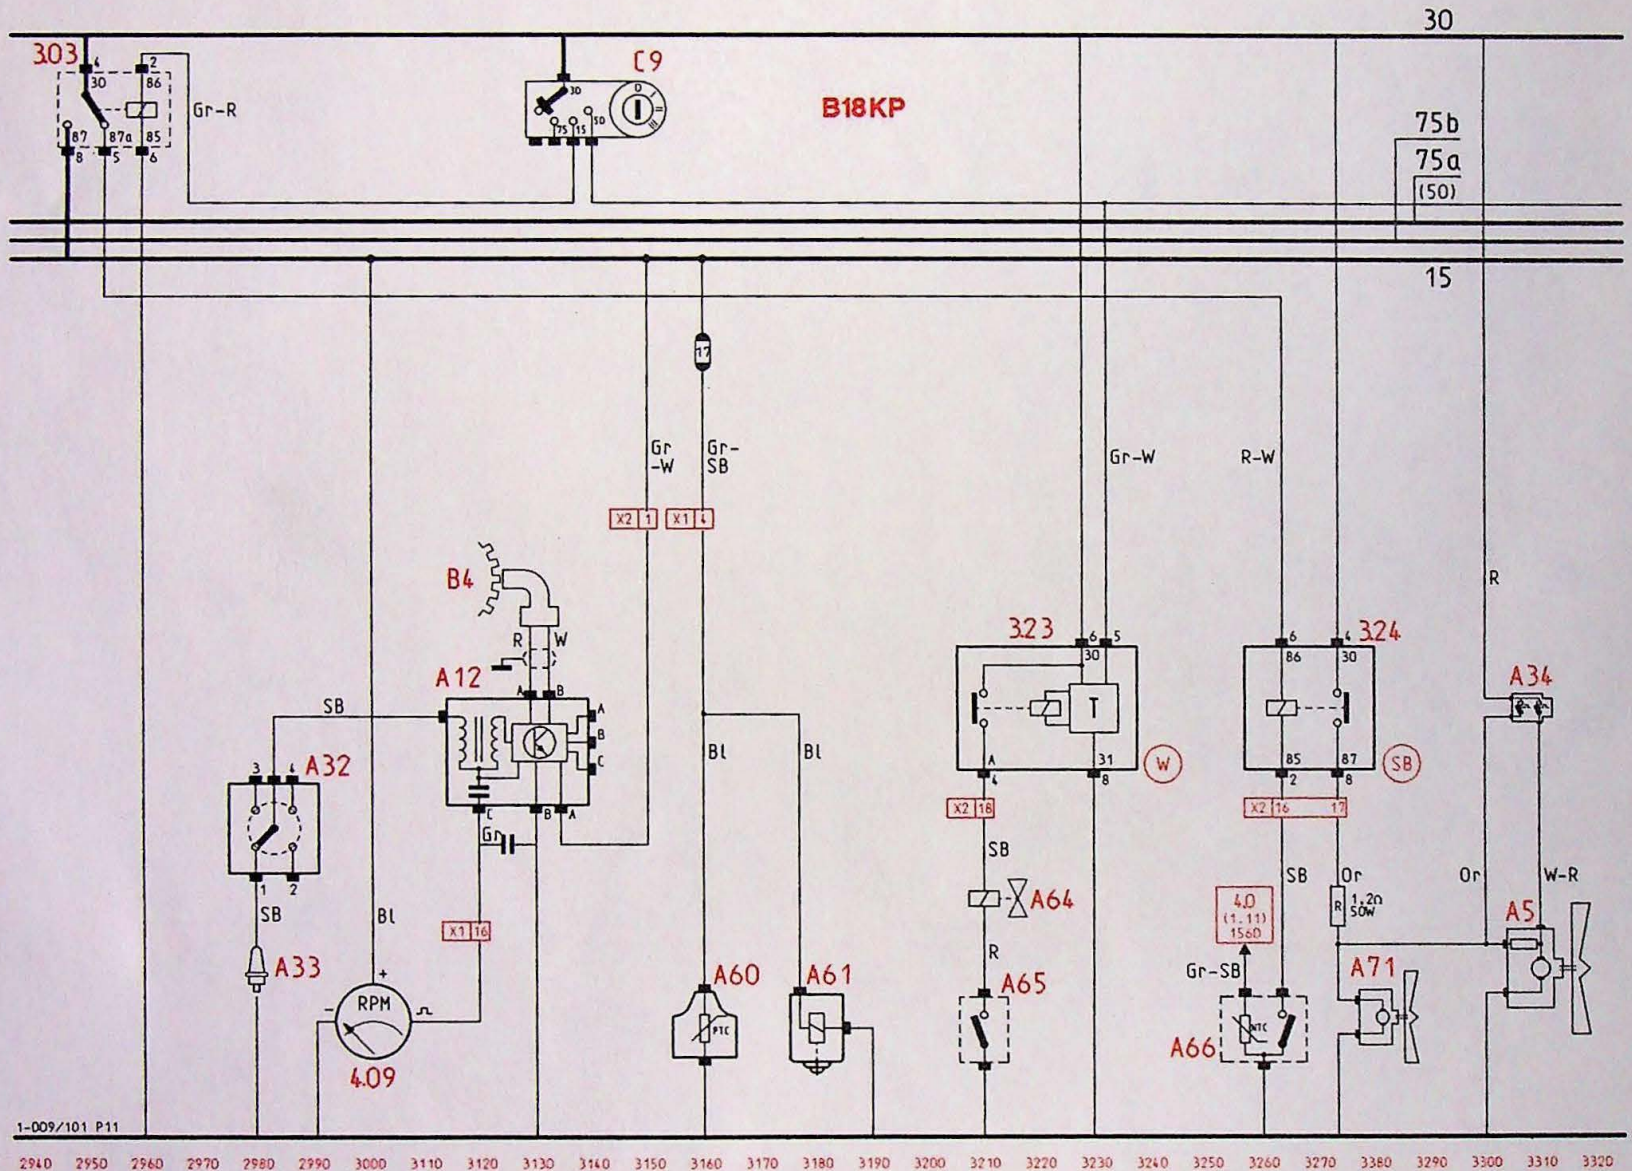 30
303
4
2
30
86
Gr-R
87
87a
85
8
5
6
C9
30
0
I
II
III
75
15
50
B18KP
75b
75a
(50)
15
17
Gr
-W
Gr-
SB
Gr-W
R-W
X2 1
X1 4
B4
R
W
R
A12
A
B
A
B
C
C
B
A
Gr
323
6
5
30
T
A
31
4
8
W
324
6
4
86
30
85
87
2
8
SB
A34
SB
3
4
A32
1
2
SB
A33
Bl
Bl
Bl
X2 18
SB
A64
R
A65
X2 16 17
SB
Or
R
1,2Ω
50W
Or
W-R
A5
4.0
(1.11)
1560
Gr-SB
NTC
A66
A71
X1 16
+
-
RPM
4.09
A60
PTC
A61
1-009/101 P11
2940 2950 2960 2970 2980 2990 3000 3110 3120 3130 3140 3150 3160 3170 3180 3190 3200 3210 3220 3230 3240 3250 3260 3270 3380 3290 3300 3310 3320